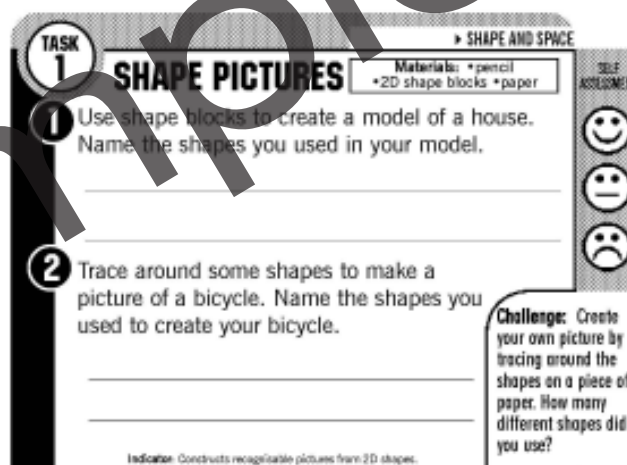 TASK
1
▸ SHAPE AND SPACE
SHAPE PICTURES
Materials: •pencil
•2D shape blocks •paper
SELF
ASSESSMENT
1 Use shape blocks to create a model of a house.
Name the shapes you used in your model.
2 Trace around some shapes to make a
picture of a bicycle. Name the shapes you
used to create your bicycle.
Challenge: Create
your own picture by
tracing around the
shapes on a piece of
paper. How many
different shapes did
you use?
Indicator: Constructs recognisable pictures from 2D shapes.